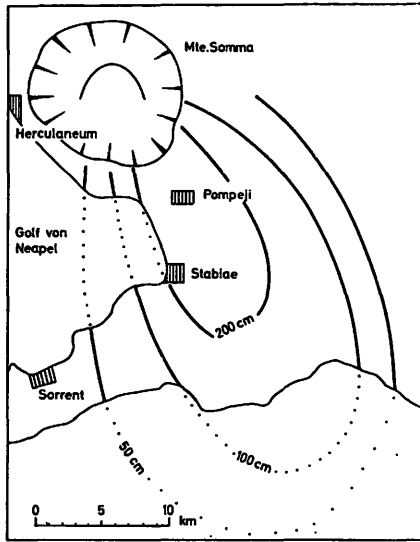 Mte.Somma
Herculaneum
Pompeji
Golf von
Neapel
Stabiae
200 cm
Sorrent
50 cm
100 cm
0 5 10
km